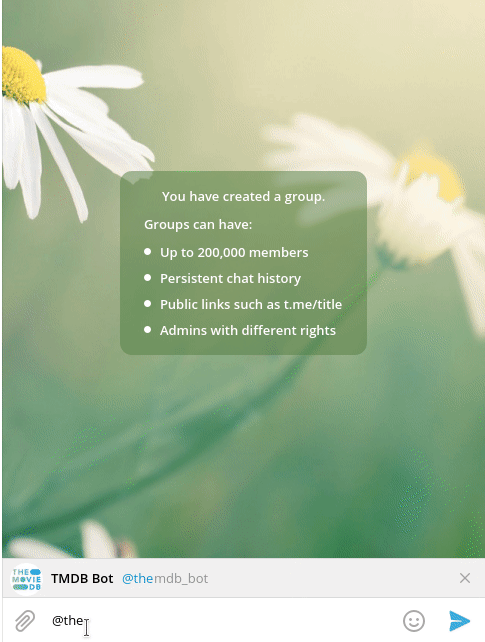 You have created a group.
Groups can have:
Up to 200,000 members
Persistent chat history
Public links such as t.me/title
Admins with different rights
THE
MOVIE
DB
TMDB Bot @themdb_bot
@the